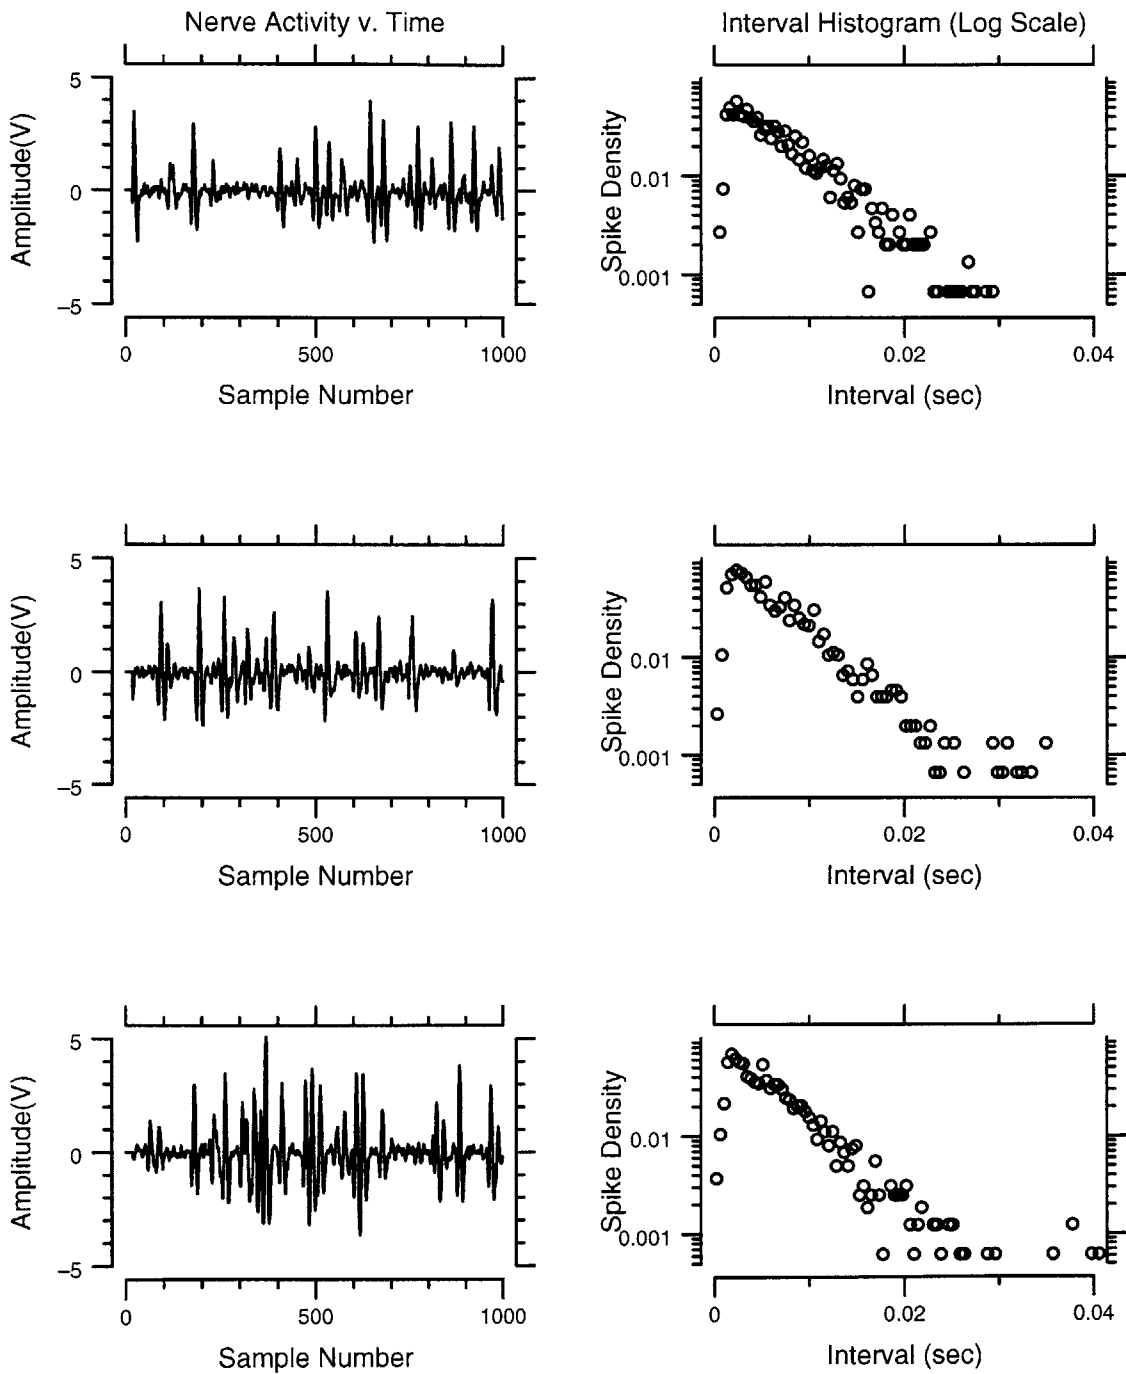 Nerve Activity v. Time
Interval Histogram (Log Scale)
5
0
–5
Amplitude(V)
0
500
1000
Sample Number
0.01
0.001
Spike Density
0
0.02
0.04
Interval (sec)
5
0
–5
Amplitude(V)
0
500
1000
Sample Number
0.01
0.001
Spike Density
0
0.02
0.04
Interval (sec)
5
0
–5
Amplitude(V)
0
500
1000
Sample Number
0.01
0.001
Spike Density
0
0.02
0.04
Interval (sec)